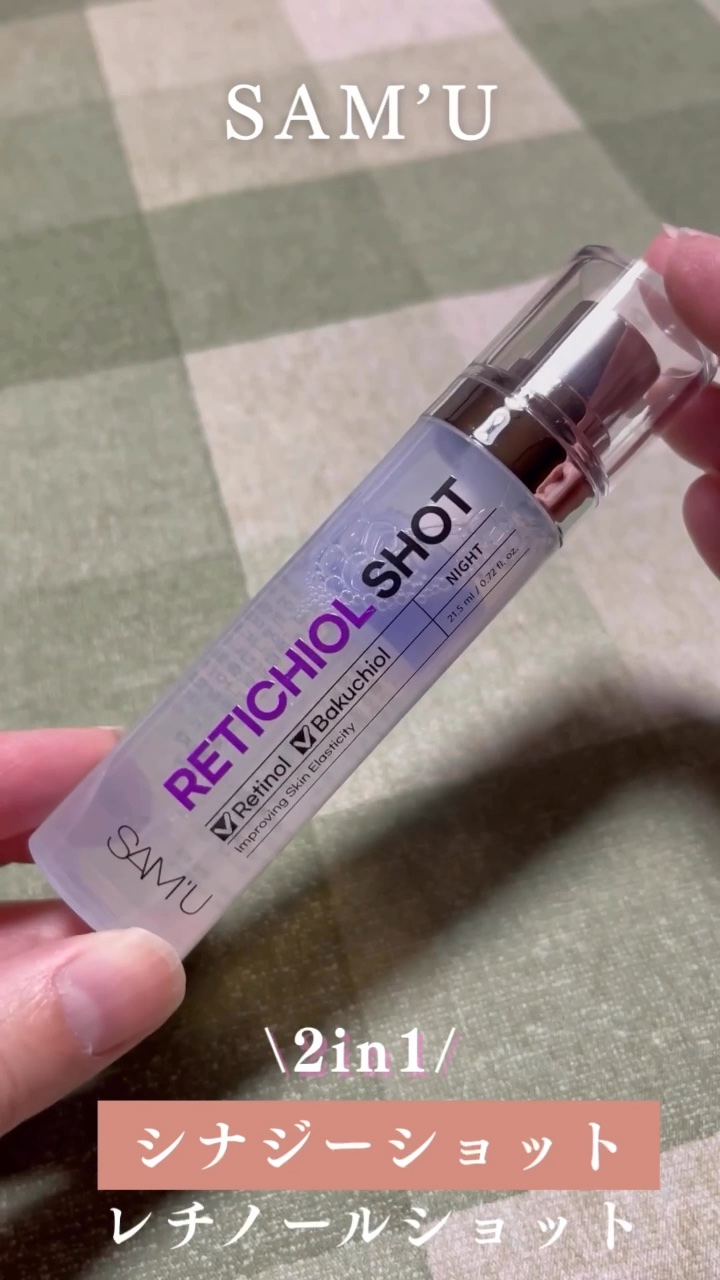 SAM'U
RETICHIOL SHOT
☑Retinol ☑Bakuchiol
Improving Skin Elasticity
NIGHT
21.5 ml / 0.72 fl. oz.
SAM'U
\2in1/
シナジーショット
レチノールショット